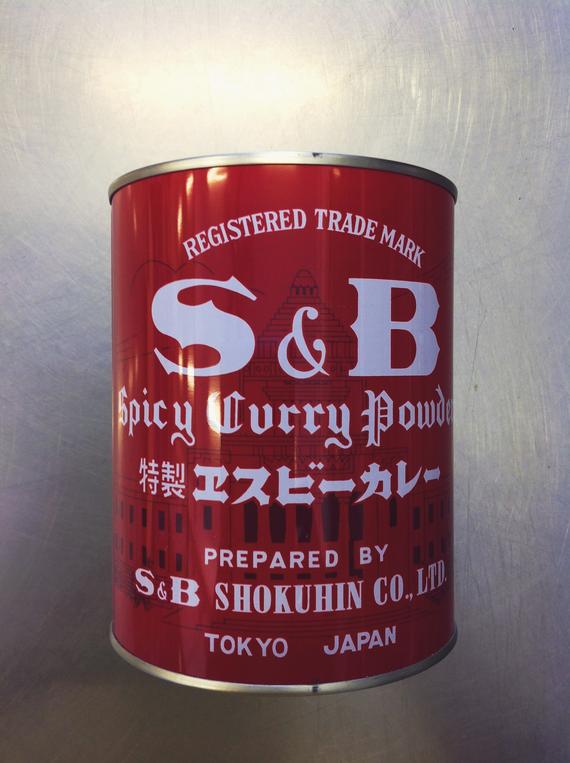 REGISTERED TRADE MARK
S & B
Spicy Curry Powder
特製ヱスビーカレー
PREPARED BY
S&B SHOKUHIN CO., LTD.
TOKYO JAPAN